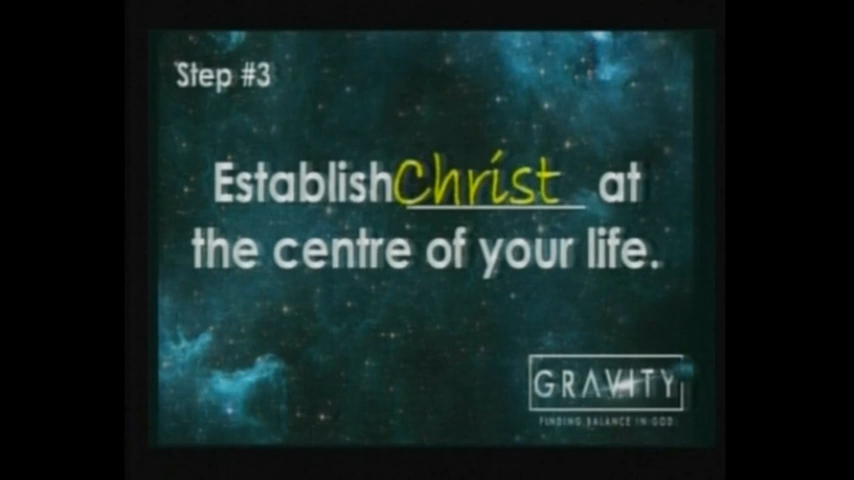 Step #3
Establish Christ at
the centre of your life.
GRAVITY
FINDING BALANCE IN GOD